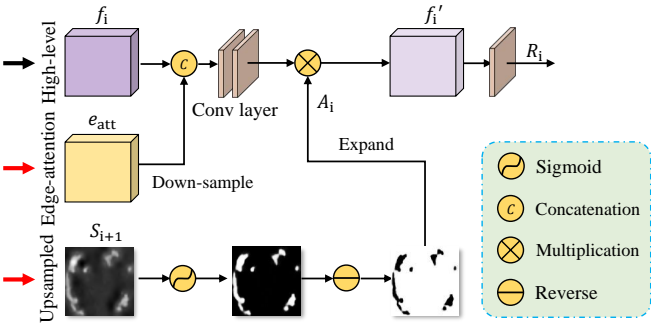 High-level
f_i
C
Conv layer
A_i
f_i′
R_i
Edge-attention
e_att
Down-sample
Expand
Upsampled
S_i+1
Sigmoid
C Concatenation
Multiplication
Reverse